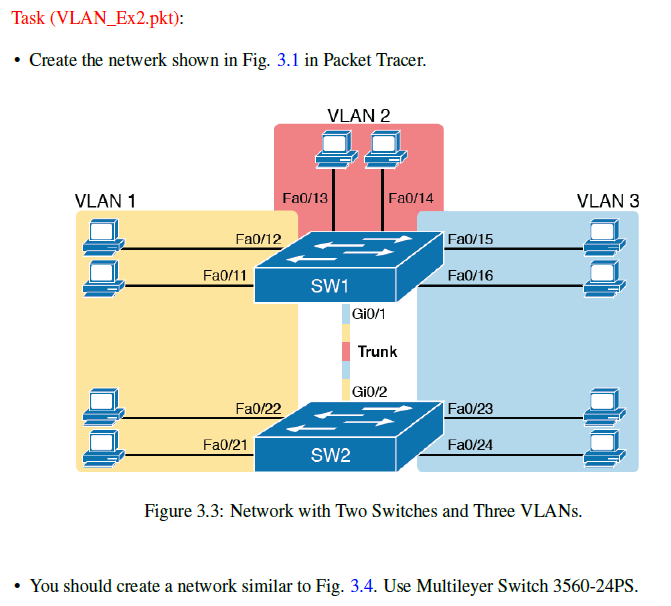 Task (VLAN_Ex2.pkt):
• Create the netwerk shown in Fig. 3.1 in Packet Tracer.
VLAN 2
Fa0/13
Fa0/14
VLAN 1
VLAN 3
Fa0/12
Fa0/15
Fa0/11
Fa0/16
SW1
Gi0/1
Trunk
Gi0/2
Fa0/22
Fa0/23
Fa0/21
Fa0/24
SW2
Figure 3.3: Network with Two Switches and Three VLANs.
• You should create a network similar to Fig. 3.4. Use Multileyer Switch 3560-24PS.